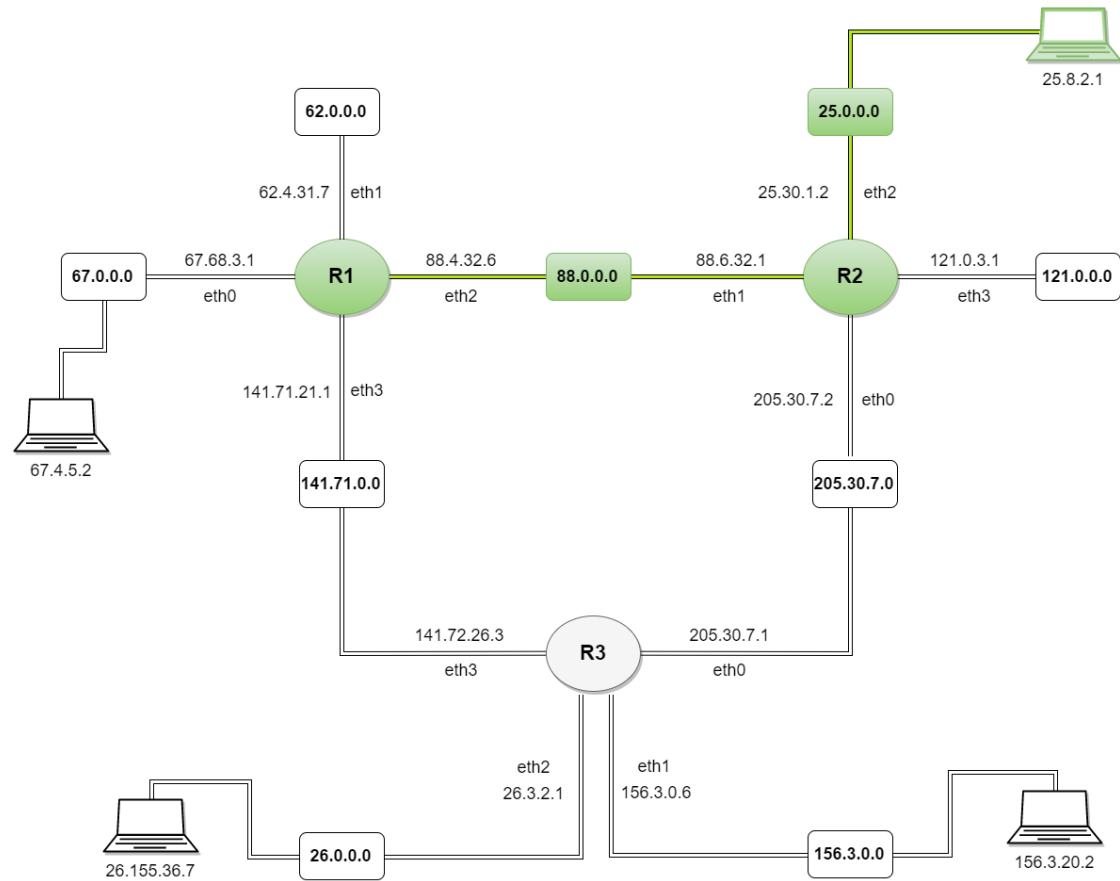 25.8.2.1
62.0.0.0
25.0.0.0
62.4.31.7
eth1
25.30.1.2
eth2
67.0.0.0
67.68.3.1
eth0
R1
88.4.32.6
eth2
88.0.0.0
88.6.32.1
eth1
R2
121.0.3.1
eth3
121.0.0.0
141.71.21.1
eth3
205.30.7.2
eth0
67.4.5.2
141.71.0.0
205.30.7.0
141.72.26.3
eth3
R3
205.30.7.1
eth0
eth2
26.3.2.1
eth1
156.3.0.6
26.155.36.7
26.0.0.0
156.3.0.0
156.3.20.2